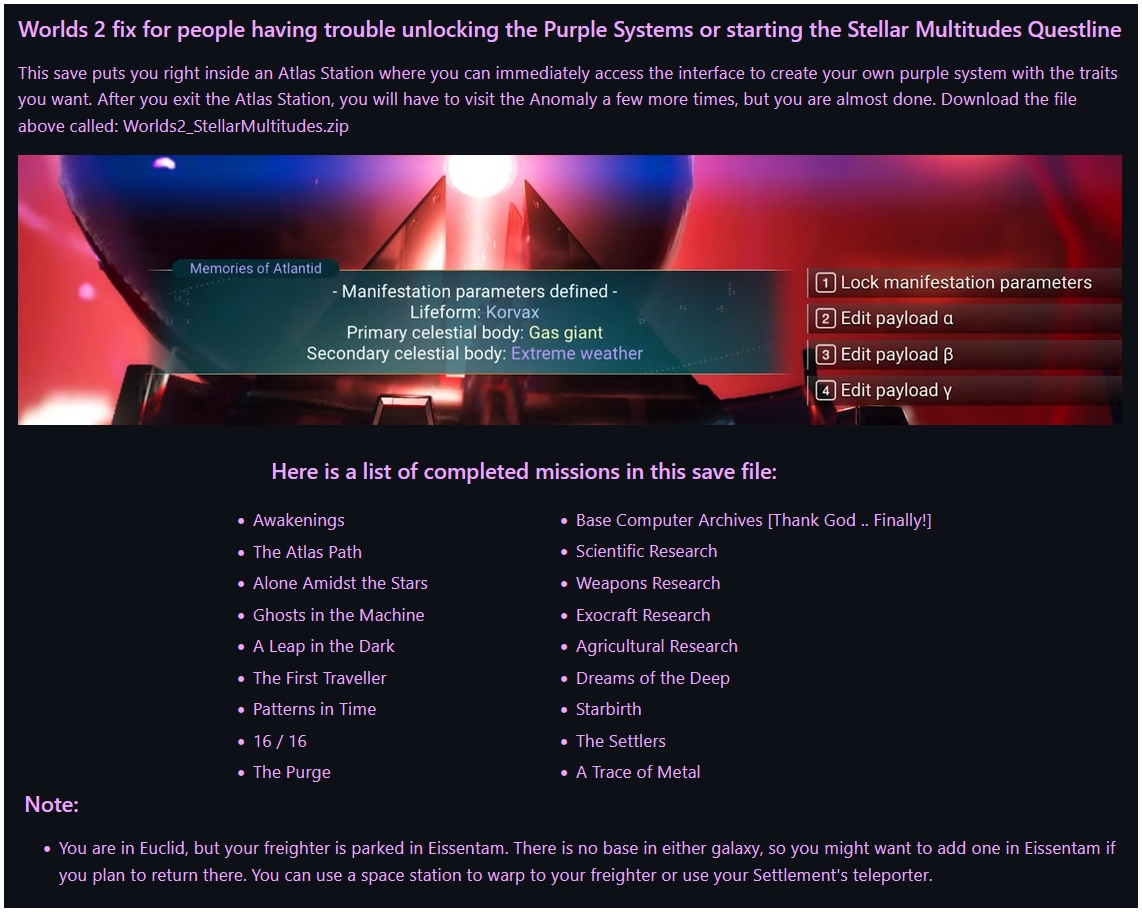 Worlds 2 fix for people having trouble unlocking the Purple Systems or starting the Stellar Multitudes Questline
This save puts you right inside an Atlas Station where you can immediately access the interface to create your own purple system with the traits
you want. After you exit the Atlas Station, you will have to visit the Anomaly a few more times, but you are almost done. Download the file
above called: Worlds2_StellarMultitudes.zip
Memories of Atlantid
- Manifestation parameters defined -
Lifeform: Korvax
Primary celestial body: Gas giant
Secondary celestial body: Extreme weather
1 Lock manifestation parameters
2 Edit payload α
3 Edit payload β
4 Edit payload γ
Here is a list of completed missions in this save file:
• Awakenings
• The Atlas Path
• Alone Amidst the Stars
• Ghosts in the Machine
• A Leap in the Dark
• The First Traveller
• Patterns in Time
• 16 / 16
• The Purge
• Base Computer Archives [Thank God .. Finally!]
• Scientific Research
• Weapons Research
• Exocraft Research
• Agricultural Research
• Dreams of the Deep
• Starbirth
• The Settlers
• A Trace of Metal
Note:
• You are in Euclid, but your freighter is parked in Eissentam. There is no base in either galaxy, so you might want to add one in Eissentam if
you plan to return there. You can use a space station to warp to your freighter or use your Settlement's teleporter.